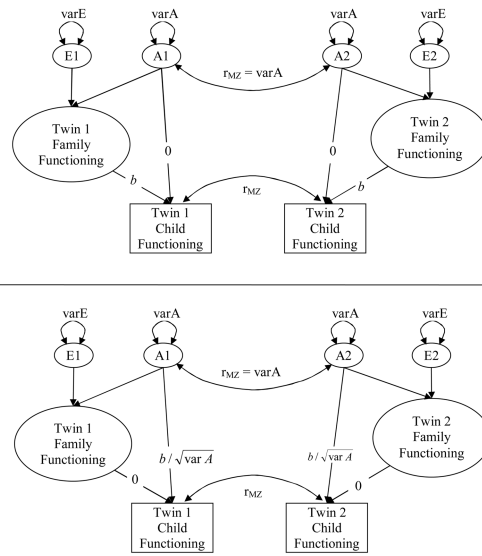 varE varA varA varE
E1 A1 A2 E2
r_MZ = varA
Twin 1
Family
Functioning
Twin 2
Family
Functioning
0 0
b b
r_MZ
Twin 1
Child
Functioning
Twin 2
Child
Functioning
varE varA varA varE
E1 A1 A2 E2
r_MZ = varA
Twin 1
Family
Functioning
Twin 2
Family
Functioning
b / √var A b / √var A
0 0
r_MZ
Twin 1
Child
Functioning
Twin 2
Child
Functioning